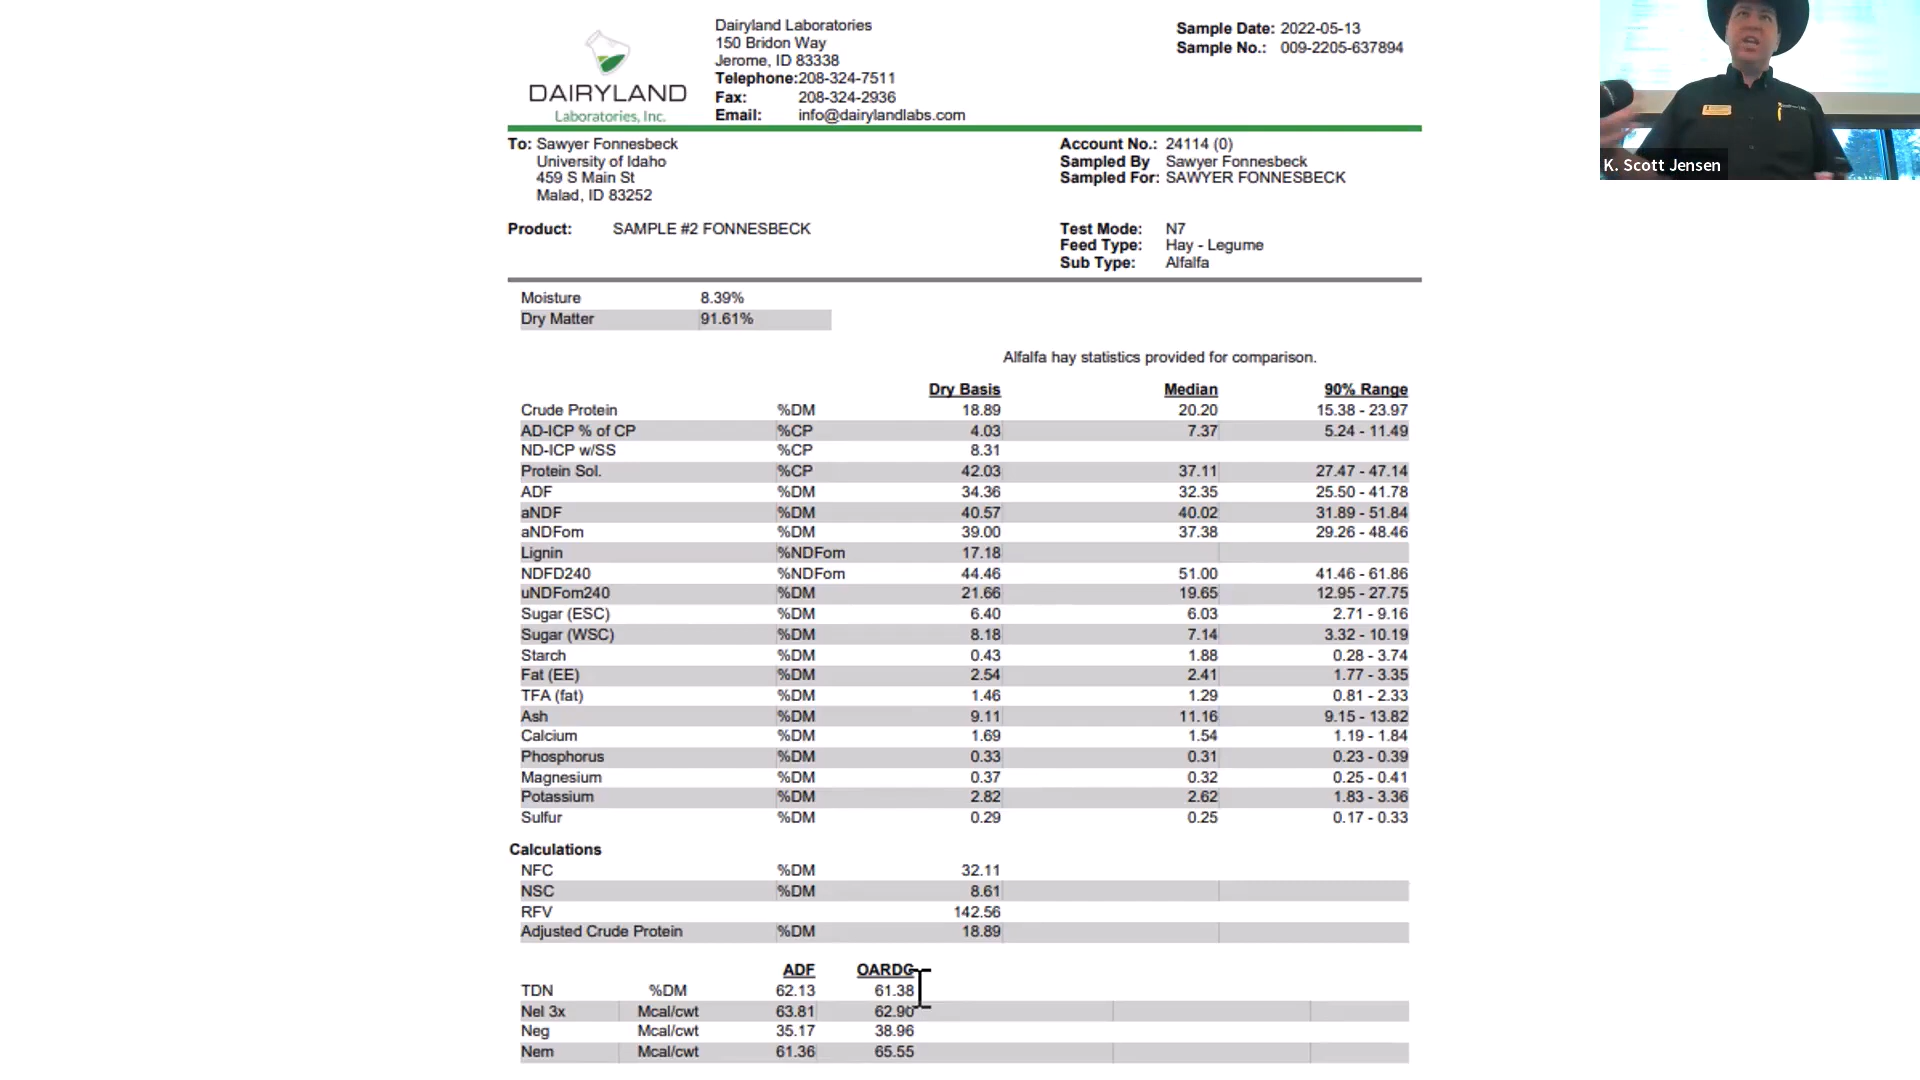 DAIRYLAND
Laboratories, Inc.
Dairyland Laboratories
150 Bridon Way
Jerome, ID 83338
Telephone: 208-324-7511
Fax: 208-324-2936
Email: info@dairylandlabs.com
Sample Date: 2022-05-13
Sample No.: 009-2205-637894
K. Scott Jensen
To: Sawyer Fonnesbeck
University of Idaho
459 S Main St
Malad, ID 83252
Account No.: 24114 (0)
Sampled By Sawyer Fonnesbeck
Sampled For: SAWYER FONNESBECK
Product: SAMPLE #2 FONNESBECK
Test Mode: N7
Feed Type: Hay - Legume
Sub Type: Alfalfa
Moisture 8.39%
Dry Matter 91.61%
Alfalfa hay statistics provided for comparison.
Dry Basis Median 90% Range
Crude Protein %DM 18.89 20.20 15.38 - 23.97
AD-ICP % of CP %CP 4.03 7.37 5.24 - 11.49
ND-ICP w/SS %CP 8.31
Protein Sol. %CP 42.03 37.11 27.47 - 47.14
ADF %DM 34.36 32.35 25.50 - 41.78
aNDF %DM 40.57 40.02 31.89 - 51.84
aNDFom %DM 39.00 37.38 29.26 - 48.46
Lignin %NDFom 17.18
NDFD240 %NDFom 44.46 51.00 41.46 - 61.86
uNDFom240 %DM 21.66 19.65 12.95 - 27.75
Sugar (ESC) %DM 6.40 6.03 2.71 - 9.16
Sugar (WSC) %DM 8.18 7.14 3.32 - 10.19
Starch %DM 0.43 1.88 0.28 - 3.74
Fat (EE) %DM 2.54 2.41 1.77 - 3.35
TFA (fat) %DM 1.46 1.29 0.81 - 2.33
Ash %DM 9.11 11.16 9.15 - 13.82
Calcium %DM 1.69 1.54 1.19 - 1.84
Phosphorus %DM 0.33 0.31 0.23 - 0.39
Magnesium %DM 0.37 0.32 0.25 - 0.41
Potassium %DM 2.82 2.62 1.83 - 3.36
Sulfur %DM 0.29 0.25 0.17 - 0.33
Calculations
NFC %DM 32.11
NSC %DM 8.61
RFV 142.56
Adjusted Crude Protein %DM 18.89
ADF OARDC
TDN %DM 62.13 61.38
Nel 3x Mcal/cwt 63.81 62.90
Neg Mcal/cwt 35.17 38.96
Nem Mcal/cwt 61.36 65.55